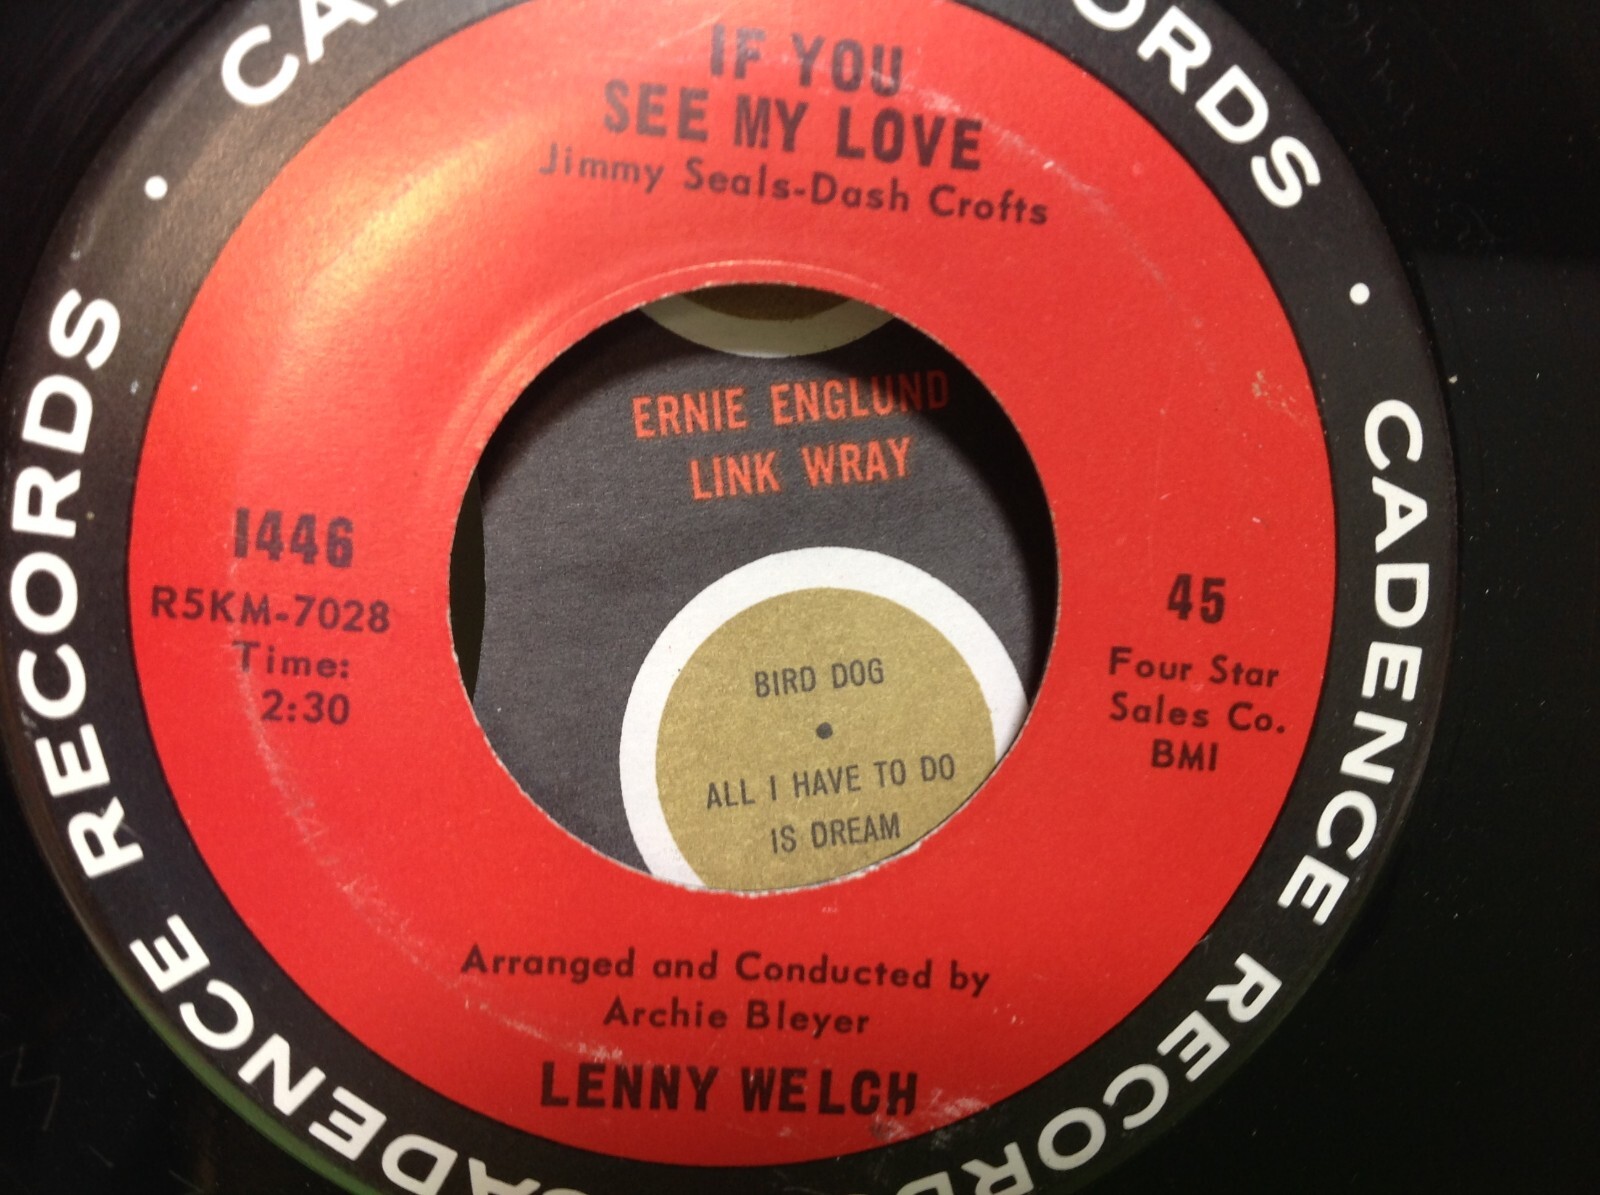 IF YOU
SEE MY LOVE
Jimmy Seals-Dash Crofts
ERNIE ENGLUND
LINK WRAY
1446
R5KM-7028
Time:
2:30
45
Four Star
Sales Co.
BMI
BIRD DOG
•
ALL I HAVE TO DO
IS DREAM
Arranged and Conducted by
Archie Bleyer
LENNY WELCH
CADENCE RECORDS
• CADENCE RECORDS •